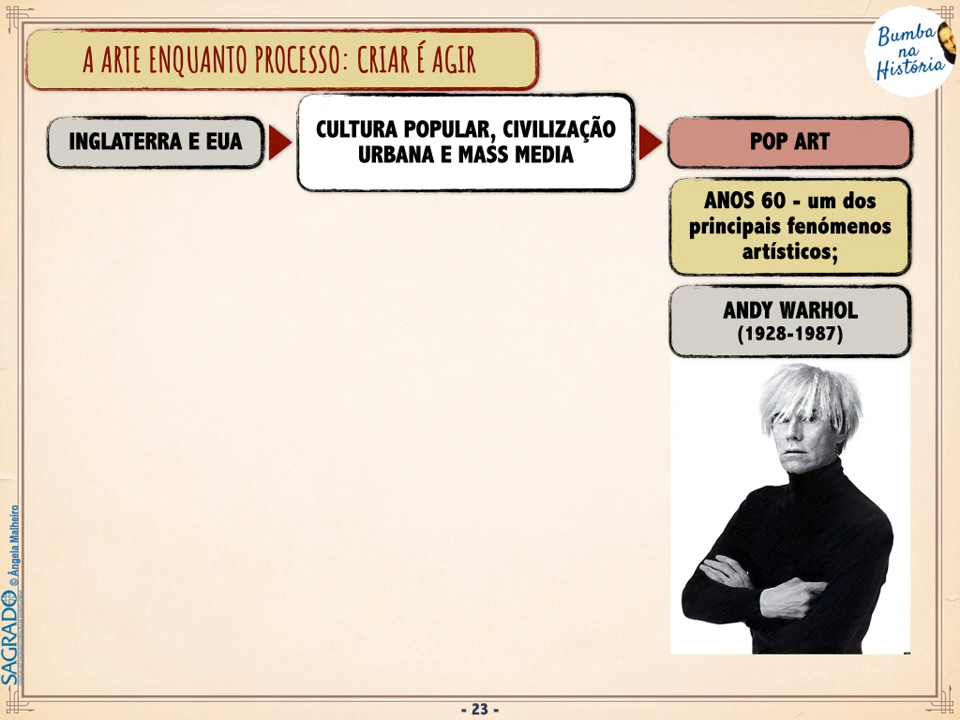 A ARTE ENQUANTO PROCESSO: CRIAR É AGIR
Bumba
na
História
INGLATERRA E EUA
CULTURA POPULAR, CIVILIZAÇÃO
URBANA E MASS MEDIA
POP ART
ANOS 60 - um dos
principais fenómenos
artísticos;
ANDY WARHOL
(1928-1987)
SAGRADO
© Ângela Malheiro
- 23 -